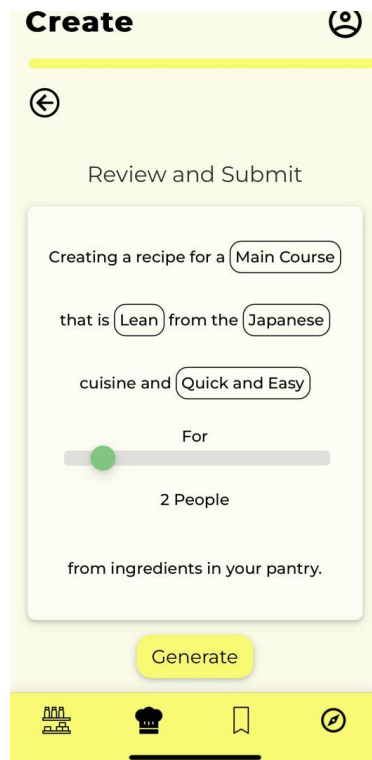 Create
Review and Submit
Creating a recipe for a Main Course
that is Lean from the Japanese
cuisine and Quick and Easy
For
2 People
from ingredients in your pantry.
Generate